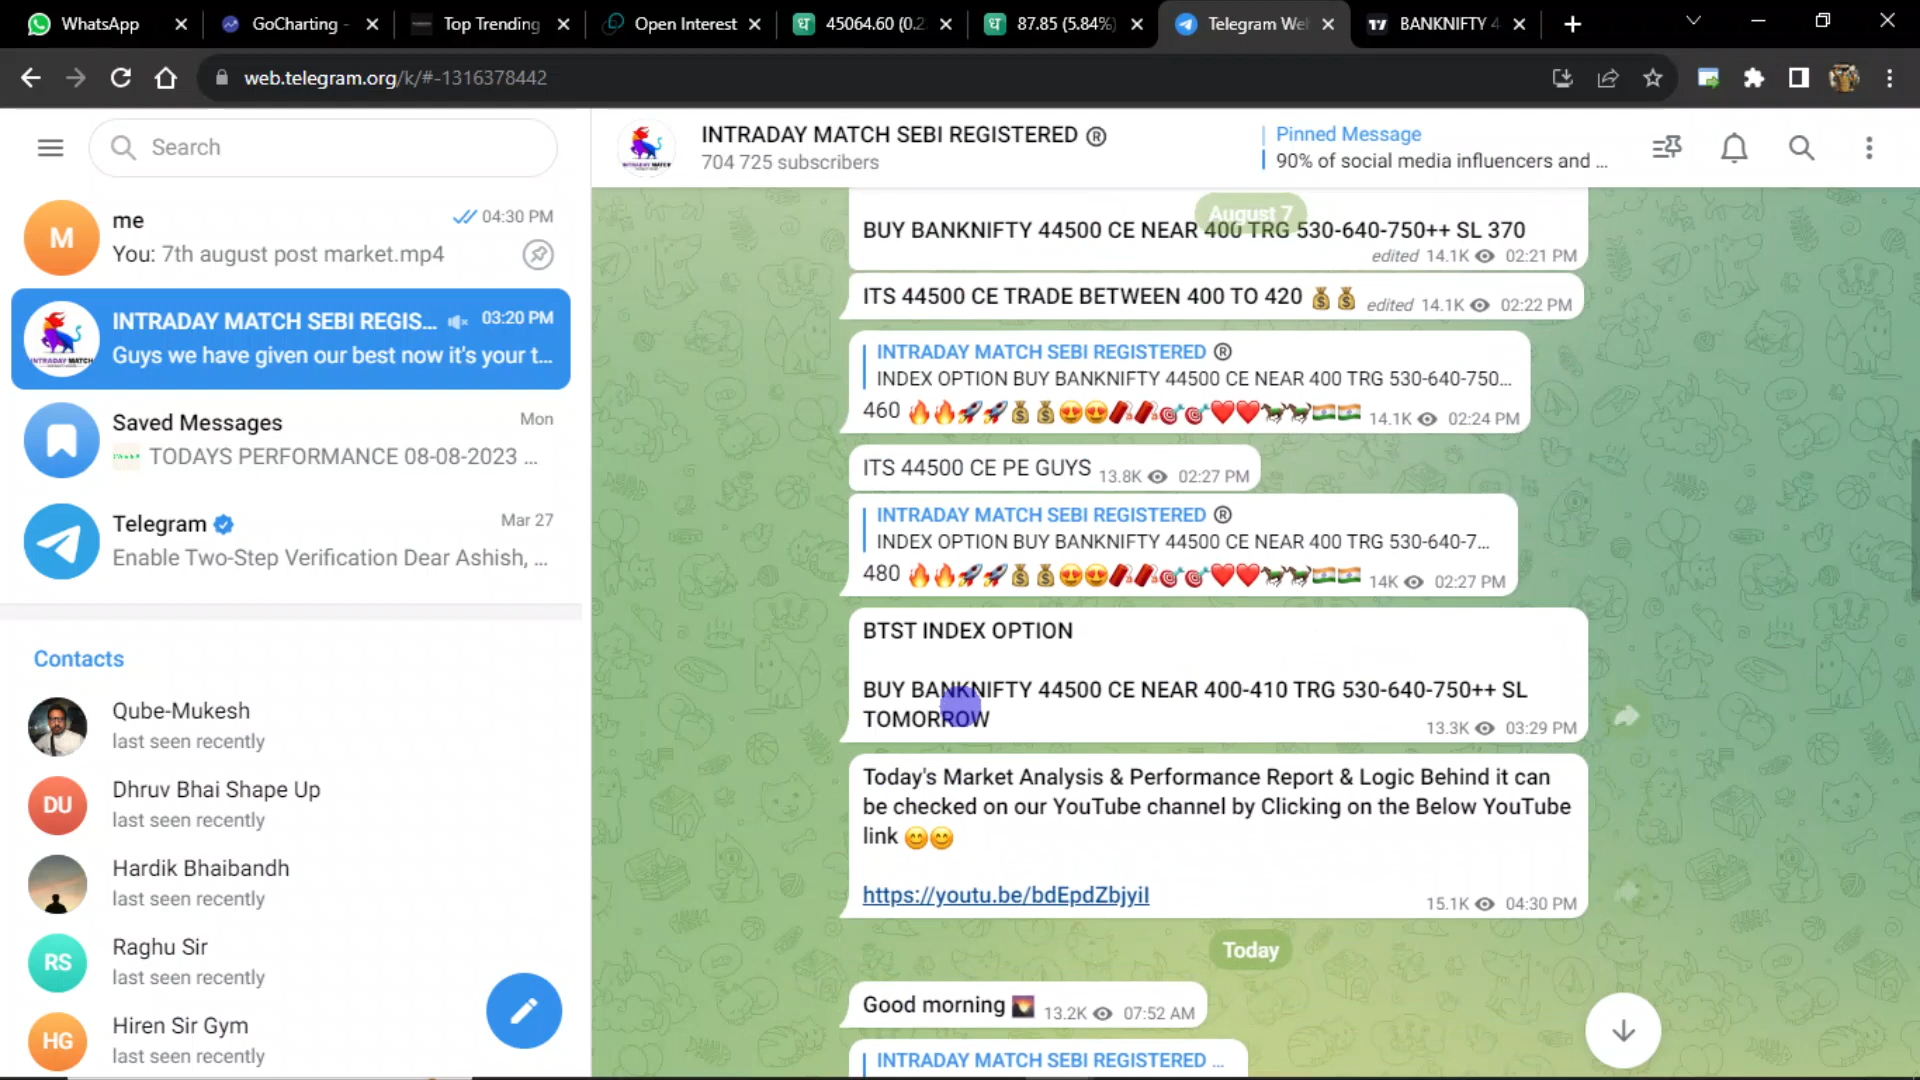 WhatsApp
GoCharting -
Top Trending
Open Interest
45064.60 (0.2
87.85 (5.84%)
Telegram We
BANKNIFTY 4
web.telegram.org/k/#-1316378442
Search
M
me
04:30 PM
You: 7th august post market.mp4
INTRADAY MATCH SEBI REGIS...
03:20 PM
Guys we have given our best now it's your t...
Saved Messages
Mon
TODAYS PERFORMANCE 08-08-2023 ...
Telegram
Mar 27
Enable Two-Step Verification Dear Ashish, ...
Contacts
Qube-Mukesh
last seen recently
DU
Dhruv Bhai Shape Up
last seen recently
Hardik Bhaibandh
last seen recently
RS
Raghu Sir
last seen recently
HG
Hiren Sir Gym
last seen recently
INTRADAY MATCH SEBI REGISTERED ®
704 725 subscribers
Pinned Message
90% of social media influencers and ...
August 7
BUY BANKNIFTY 44500 CE NEAR 400 TRG 530-640-750++ SL 370
edited 14.1K 02:21 PM
ITS 44500 CE TRADE BETWEEN 400 TO 420 💰💰 edited 14.1K 02:22 PM
INTRADAY MATCH SEBI REGISTERED ®
INDEX OPTION BUY BANKNIFTY 44500 CE NEAR 400 TRG 530-640-750...
460 🔥🔥🚀🚀💰💰😍😍🧨🧨🎯🎯❤️❤️🐎🐎🇮🇳🇮🇳 14.1K 02:24 PM
ITS 44500 CE PE GUYS 13.8K 02:27 PM
INTRADAY MATCH SEBI REGISTERED ®
INDEX OPTION BUY BANKNIFTY 44500 CE NEAR 400 TRG 530-640-7...
480 🔥🔥🚀🚀💰💰😍😍🧨🧨🎯🎯❤️❤️🐎🐎🇮🇳🇮🇳 14K 02:27 PM
BTST INDEX OPTION
BUY BANKNIFTY 44500 CE NEAR 400-410 TRG 530-640-750++ SL
TOMORROW
13.3K 03:29 PM
Today's Market Analysis & Performance Report & Logic Behind it can
be checked on our YouTube channel by Clicking on the Below YouTube
link 😊😊
https://youtu.be/bdEpdZbjyiI
15.1K 04:30 PM
Today
Good morning 🌅 13.2K 07:52 AM
INTRADAY MATCH SEBI REGISTERED ...